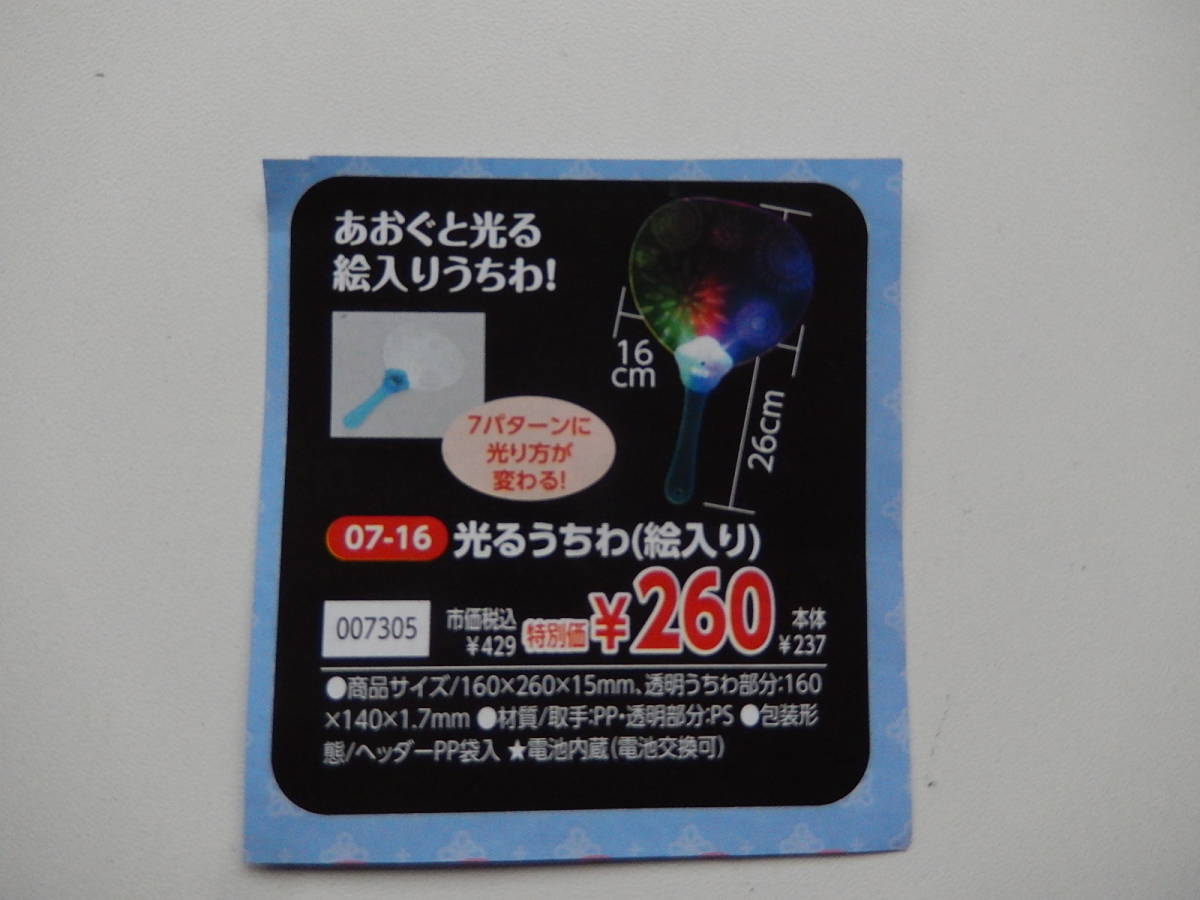 あおぐと光る
絵入りうちわ!
16
cm
26cm
7パターンに
光り方が
変わる!
07-16 光るうちわ(絵入り)
007305 市価税込 ¥429 特別価 ¥260 本体 ¥237
●商品サイズ/160×260×15mm、透明うちわ部分:160
×140×1.7mm ●材質/取手:PP・透明部分:PS ●包装形
態/ヘッダーPP袋入 ★電池内蔵(電池交換可)